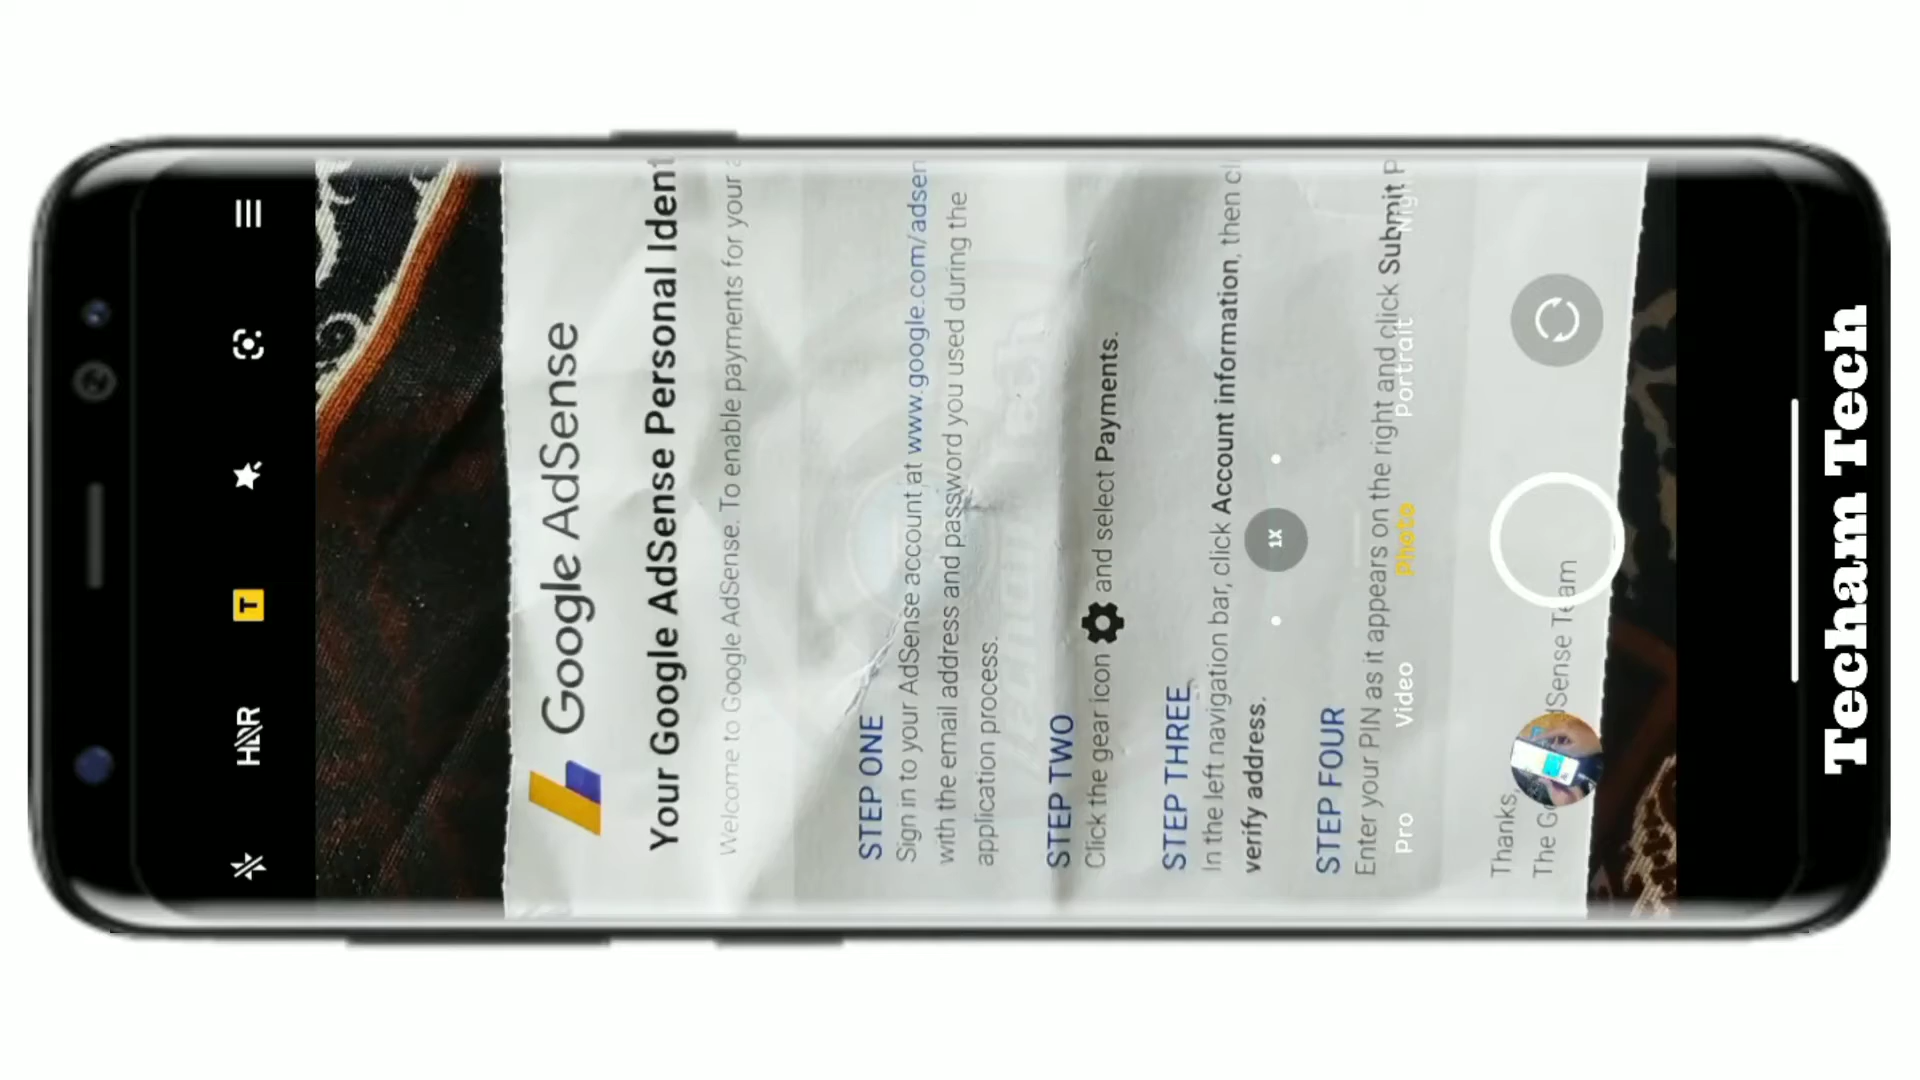 Google AdSense
Your Google AdSense Personal Ident
Welcome to Google AdSense. To enable payments for your a
STEP ONE
Sign in to your AdSense account at www.google.com/adsen
with the email address and password you used during the
application process.
STEP TWO
Click the gear icon and select Payments.
STEP THREE
In the left navigation bar, click Account information, then cl
verify address.
STEP FOUR
Enter your PIN as it appears on the right and click Submit P
Thanks,
The Go dSense Team
HDR
T
1X
Pro Video Photo Portrait Night
Techam Tech